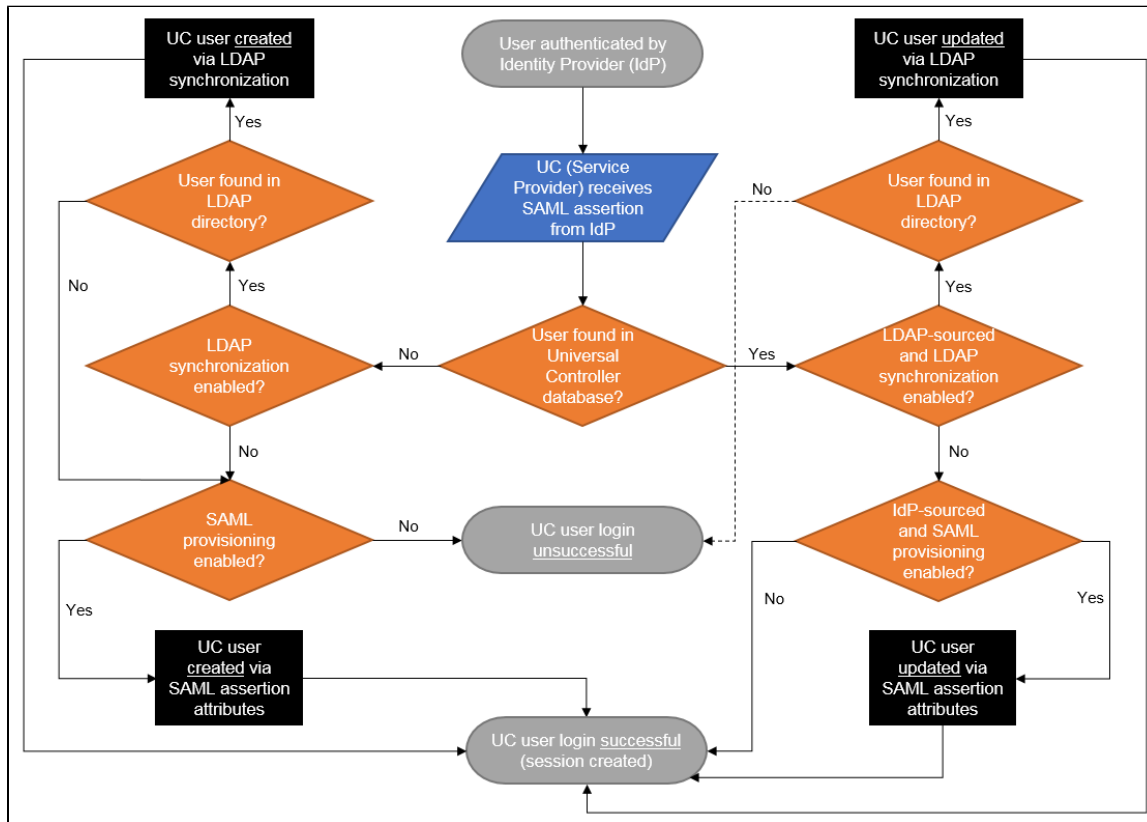 UC user created
via LDAP
synchronization
User authenticated by
Identity Provider (IdP)
UC user updated
via LDAP
synchronization
Yes
Yes
User found in
LDAP
directory?
UC (Service
Provider) receives
SAML assertion
from IdP
No
User found in
LDAP
directory?
No
Yes
Yes
LDAP
synchronization
enabled?
No
User found in
Universal
Controller
database?
Yes
LDAP-sourced
and LDAP
synchronization
enabled?
No
No
SAML
provisioning
enabled?
No
UC user login
unsuccessful
IdP-sourced
and SAML
provisioning
enabled?
Yes
No
Yes
UC user
created via
SAML assertion
attributes
UC user
updated via
SAML assertion
attributes
UC user login successful
(session created)